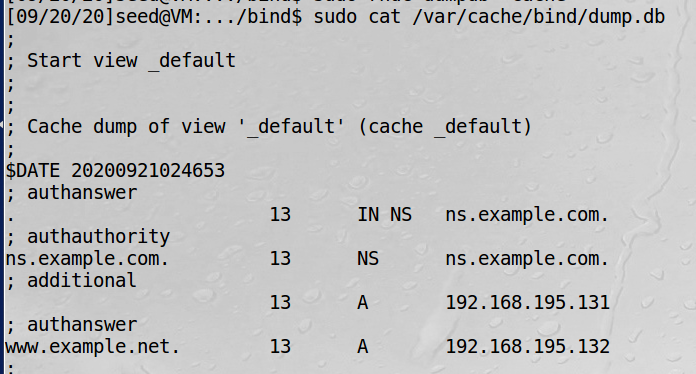 [09/20/20]seed@VM:.../bind$ sudo cat /var/cache/bind/dump.db
;
; Start view _default
;
;
; Cache dump of view '_default' (cache _default)
;
$DATE 20200921024653
; authanswer
. 13 IN NS ns.example.com.
; authauthority
ns.example.com. 13 NS ns.example.com.
; additional
13 A 192.168.195.131
; authanswer
www.example.net. 13 A 192.168.195.132
;